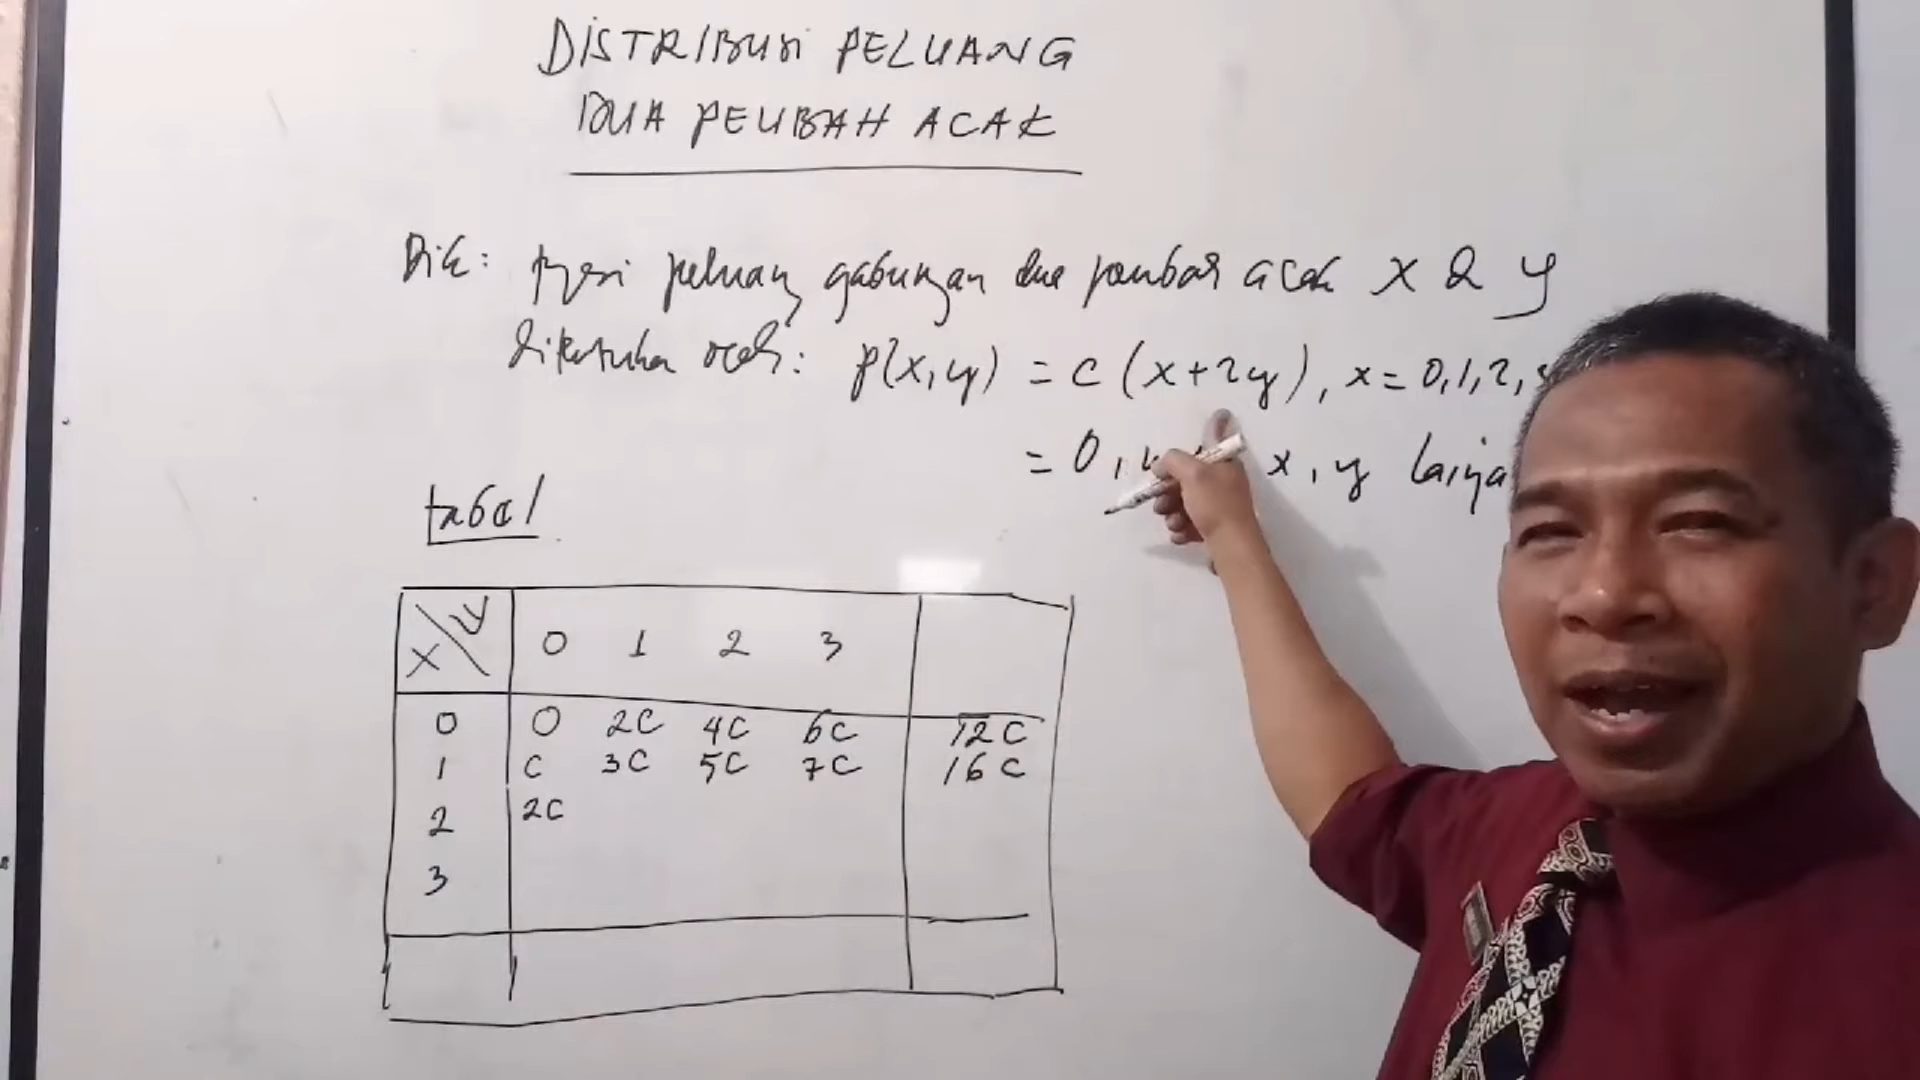 DISTRIBUSI PELUANG
DUA PEUBAH ACAK
Dik: fungsi peluang gabungan dua peubah acak X & Y
ditentukan oleh: p(x,y) = c (x+2y), x = 0,1,2,
= 0, x, y lainya
tabel
X/Y 0 1 2 3
0 0 2C 4C 6C 12C
1 C 3C 5C 7C 16C
2 2C
3